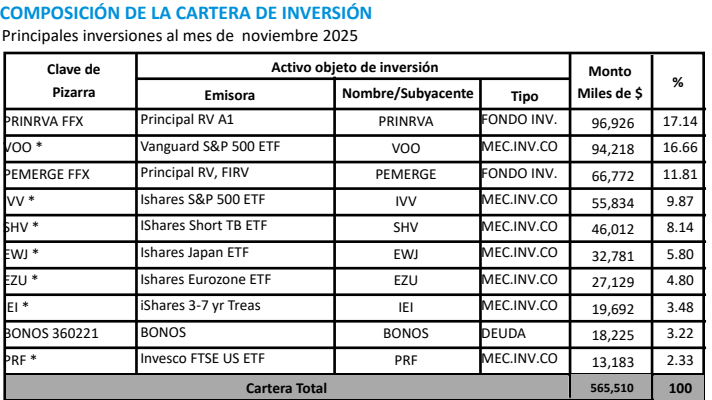 COMPOSICIÓN DE LA CARTERA DE INVERSIÓN
Principales inversiones al mes de noviembre 2025
Clave de Pizarra Activo objeto de inversión Monto Miles de $ %
Emisora Nombre/Subyacente Tipo
PRINRVA FFX Principal RV A1 PRINRVA FONDO INV. 96,926 17.14
VOO * Vanguard S&P 500 ETF VOO MEC.INV.CO 94,218 16.66
PEMERGE FFX Principal RV, FIRV PEMERGE FONDO INV. 66,772 11.81
IVV * Ishares S&P 500 ETF IVV MEC.INV.CO 55,834 9.87
SHV * IShares Short TB ETF SHV MEC.INV.CO 46,012 8.14
EWJ * Ishares Japan ETF EWJ MEC.INV.CO 32,781 5.80
EZU * Ishares Eurozone ETF EZU MEC.INV.CO 27,129 4.80
IEI * iShares 3-7 yr Treas IEI MEC.INV.CO 19,692 3.48
BONOS 360221 BONOS BONOS DEUDA 18,225 3.22
PRF * Invesco FTSE US ETF PRF MEC.INV.CO 13,183 2.33
Cartera Total 565,510 100